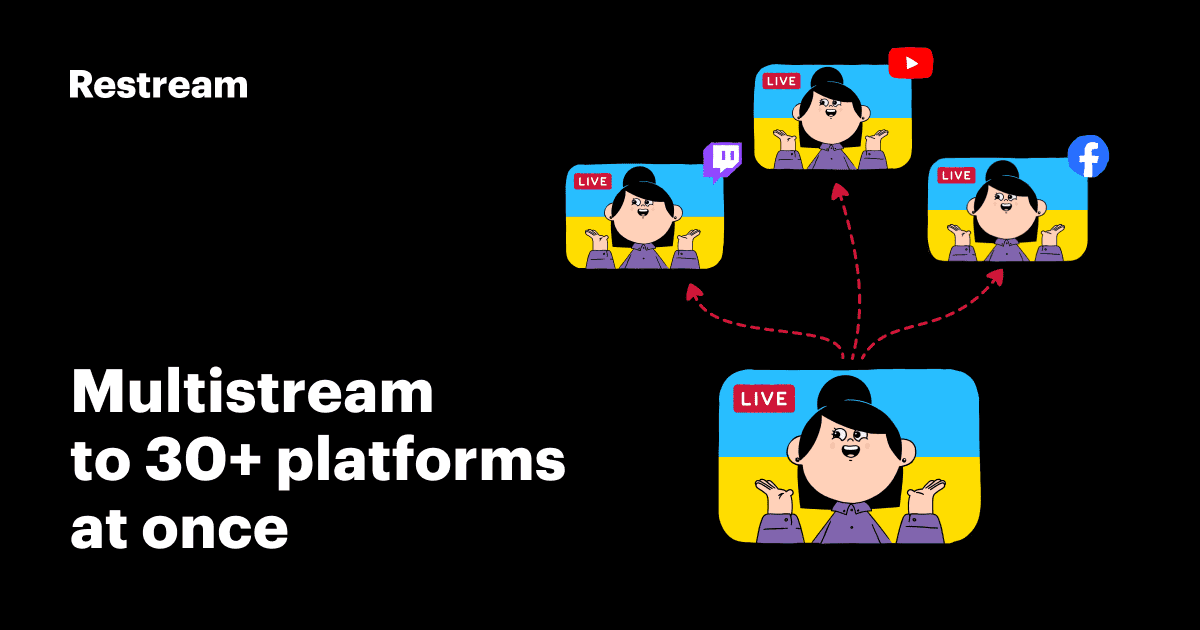 Restream
LIVE
LIVE
LIVE
LIVE
Multistream
to 30+ platforms
at once